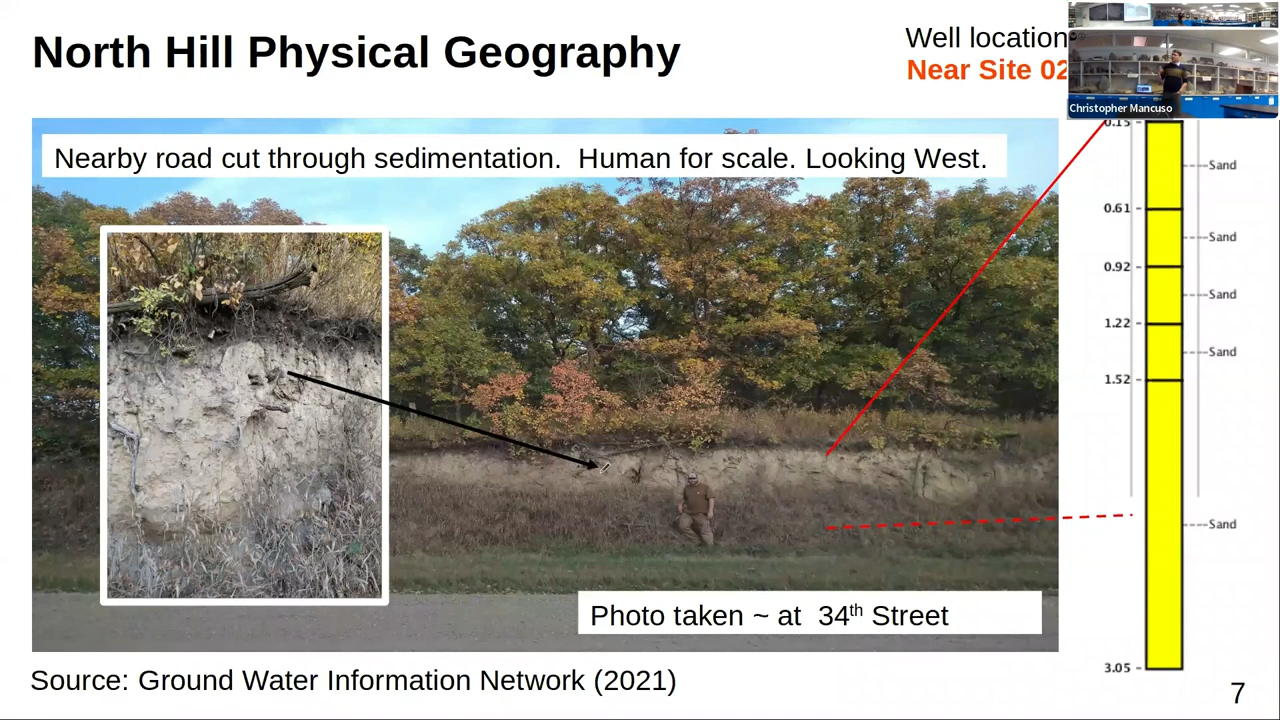 North Hill Physical Geography
Well location
Near Site 02
Christopher Mancuso
Nearby road cut through sedimentation. Human for scale. Looking West.
0.15
Sand
0.61
Sand
0.92
Sand
1.22
Sand
1.52
Sand
3.05
Photo taken ~ at 34th Street
Source: Ground Water Information Network (2021)
7